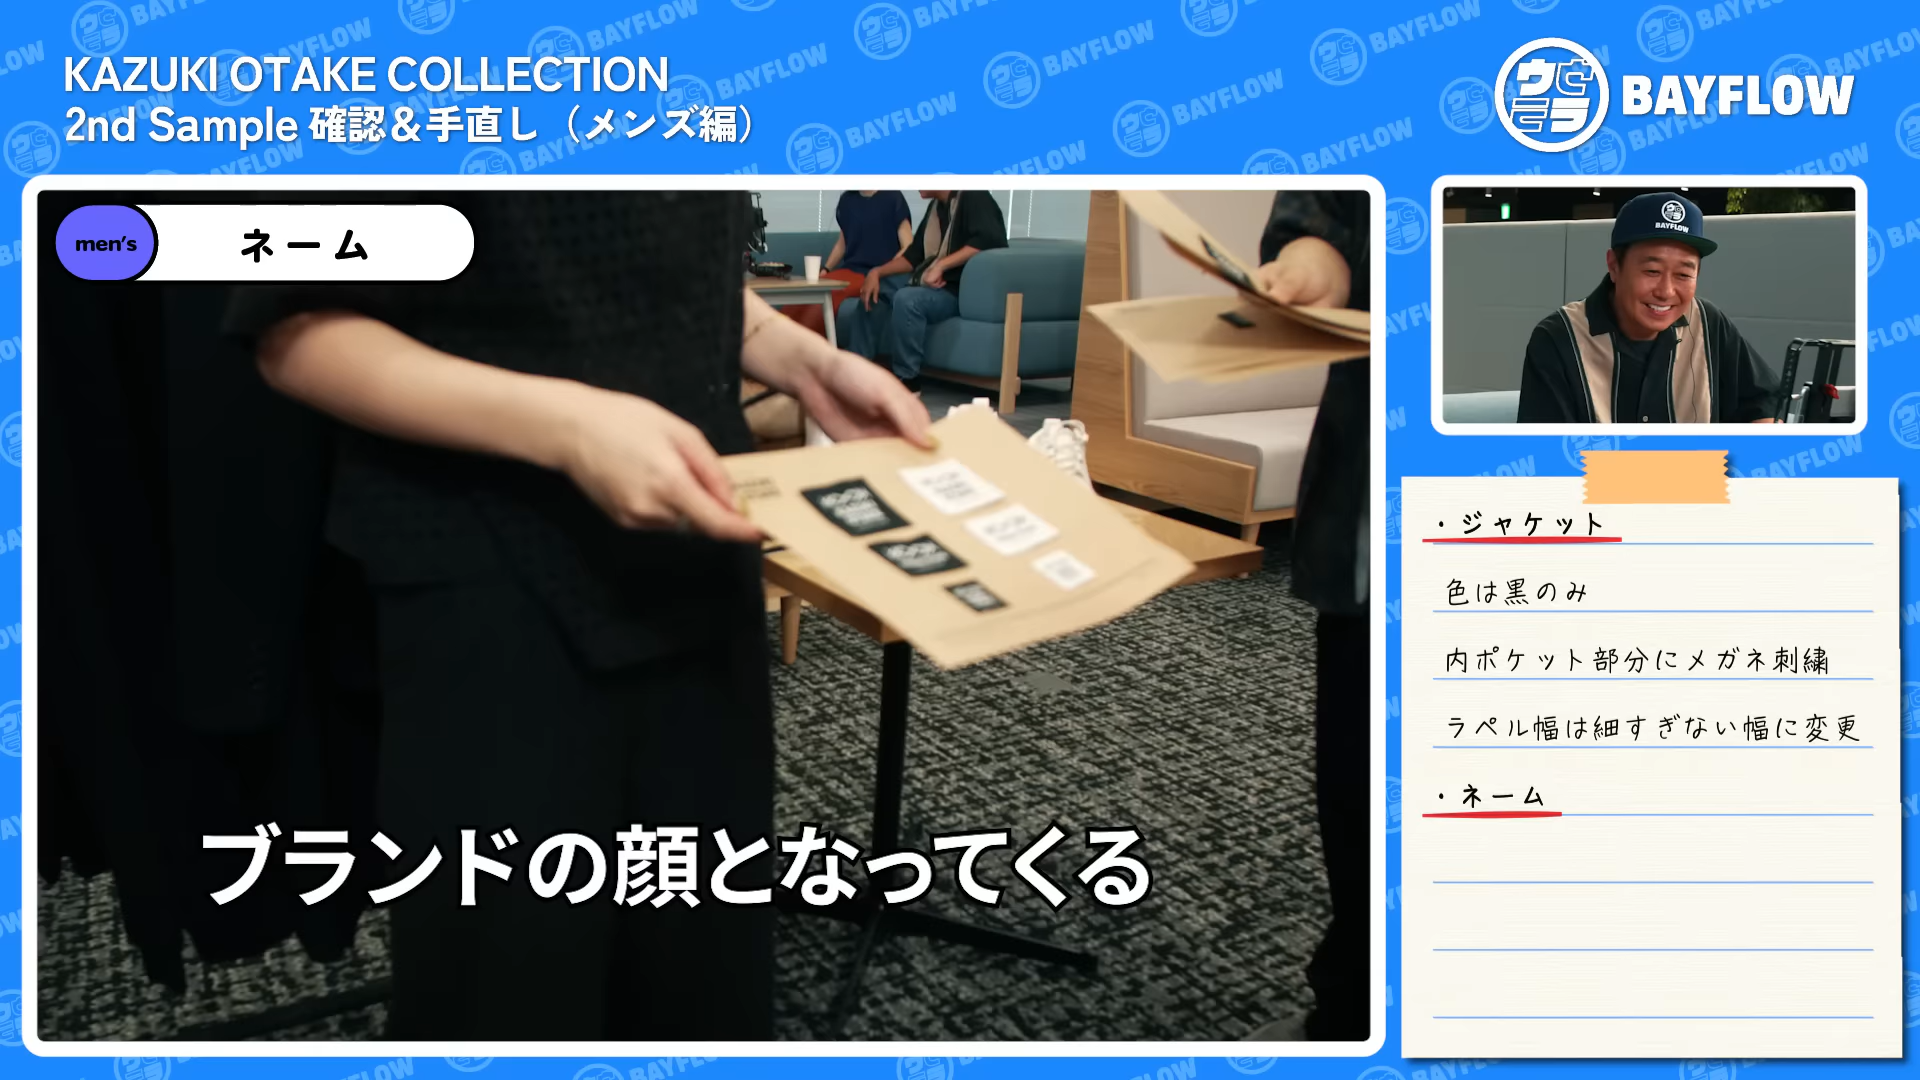 KAZUKI OTAKE COLLECTION
2nd Sample 確認＆手直し（メンズ編）
BAYFLOW
men's
ネーム
BAYFLOW
・ジャケット
色は黒のみ
内ポケット部分にメガネ刺繍
ラペル幅は細すぎない幅に変更
・ネーム
ブランドの顔となってくる